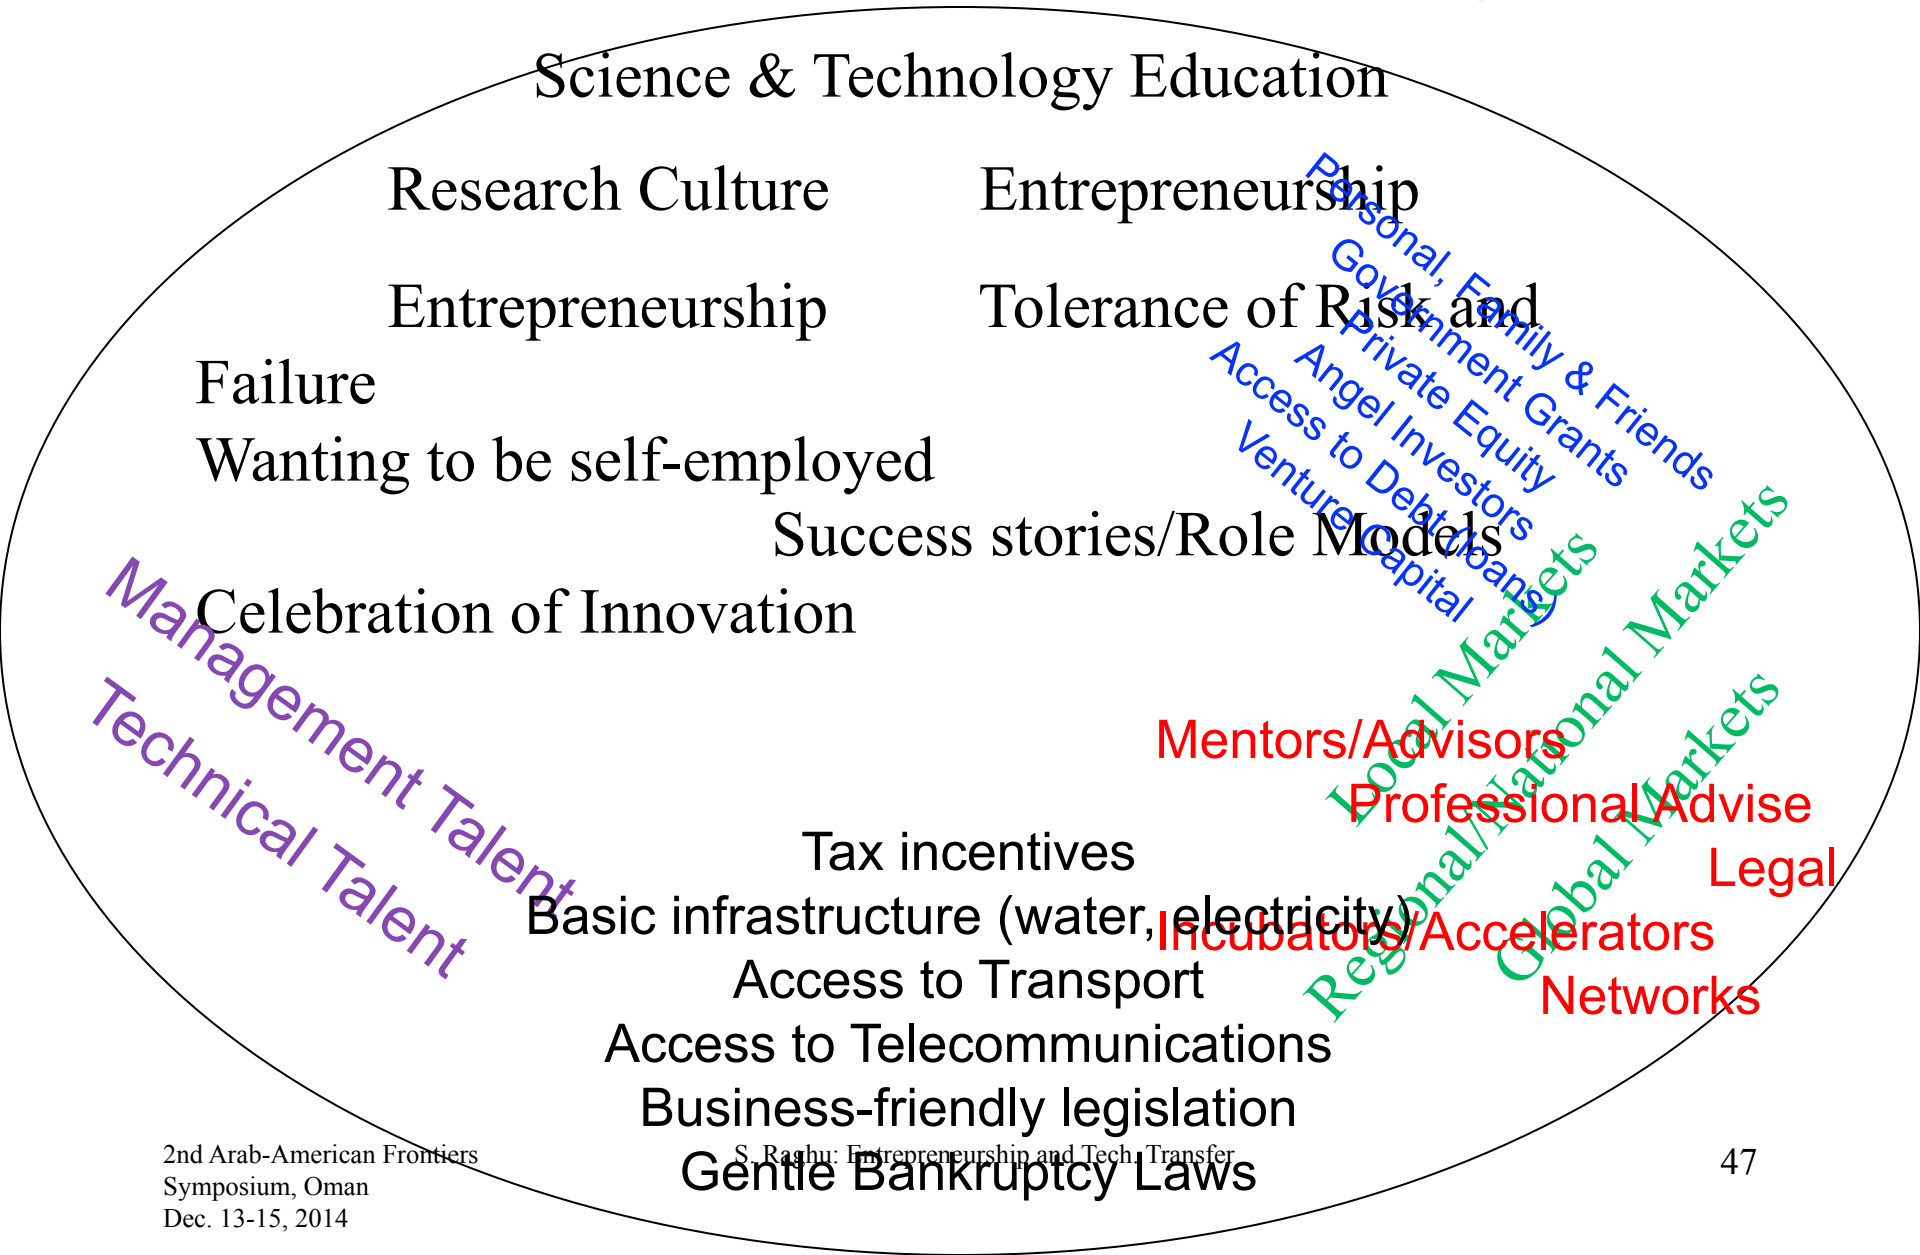 Science & Technology Education
Research Culture Entrepreneurship
Entrepreneurship Tolerance of Risk and
Failure
Wanting to be self-employed
Success stories/Role Models
Celebration of Innovation
Personal, Family & Friends
Government Grants
Private Equity
Angel Investors
Access to Debt (loans)
Venture Capital
Management Talent
Technical Talent
Local Markets
Regional/National Markets
Global Markets
Mentors/Advisors
Professional Advise
Legal
Incubators/Accelerators
Networks
Tax incentives
Basic infrastructure (water, electricity)
Access to Transport
Access to Telecommunications
Business-friendly legislation
Gentle Bankruptcy Laws
2nd Arab-American Frontiers
Symposium, Oman
Dec. 13-15, 2014
S. Raghu: Entrepreneurship and Tech. Transfer
47